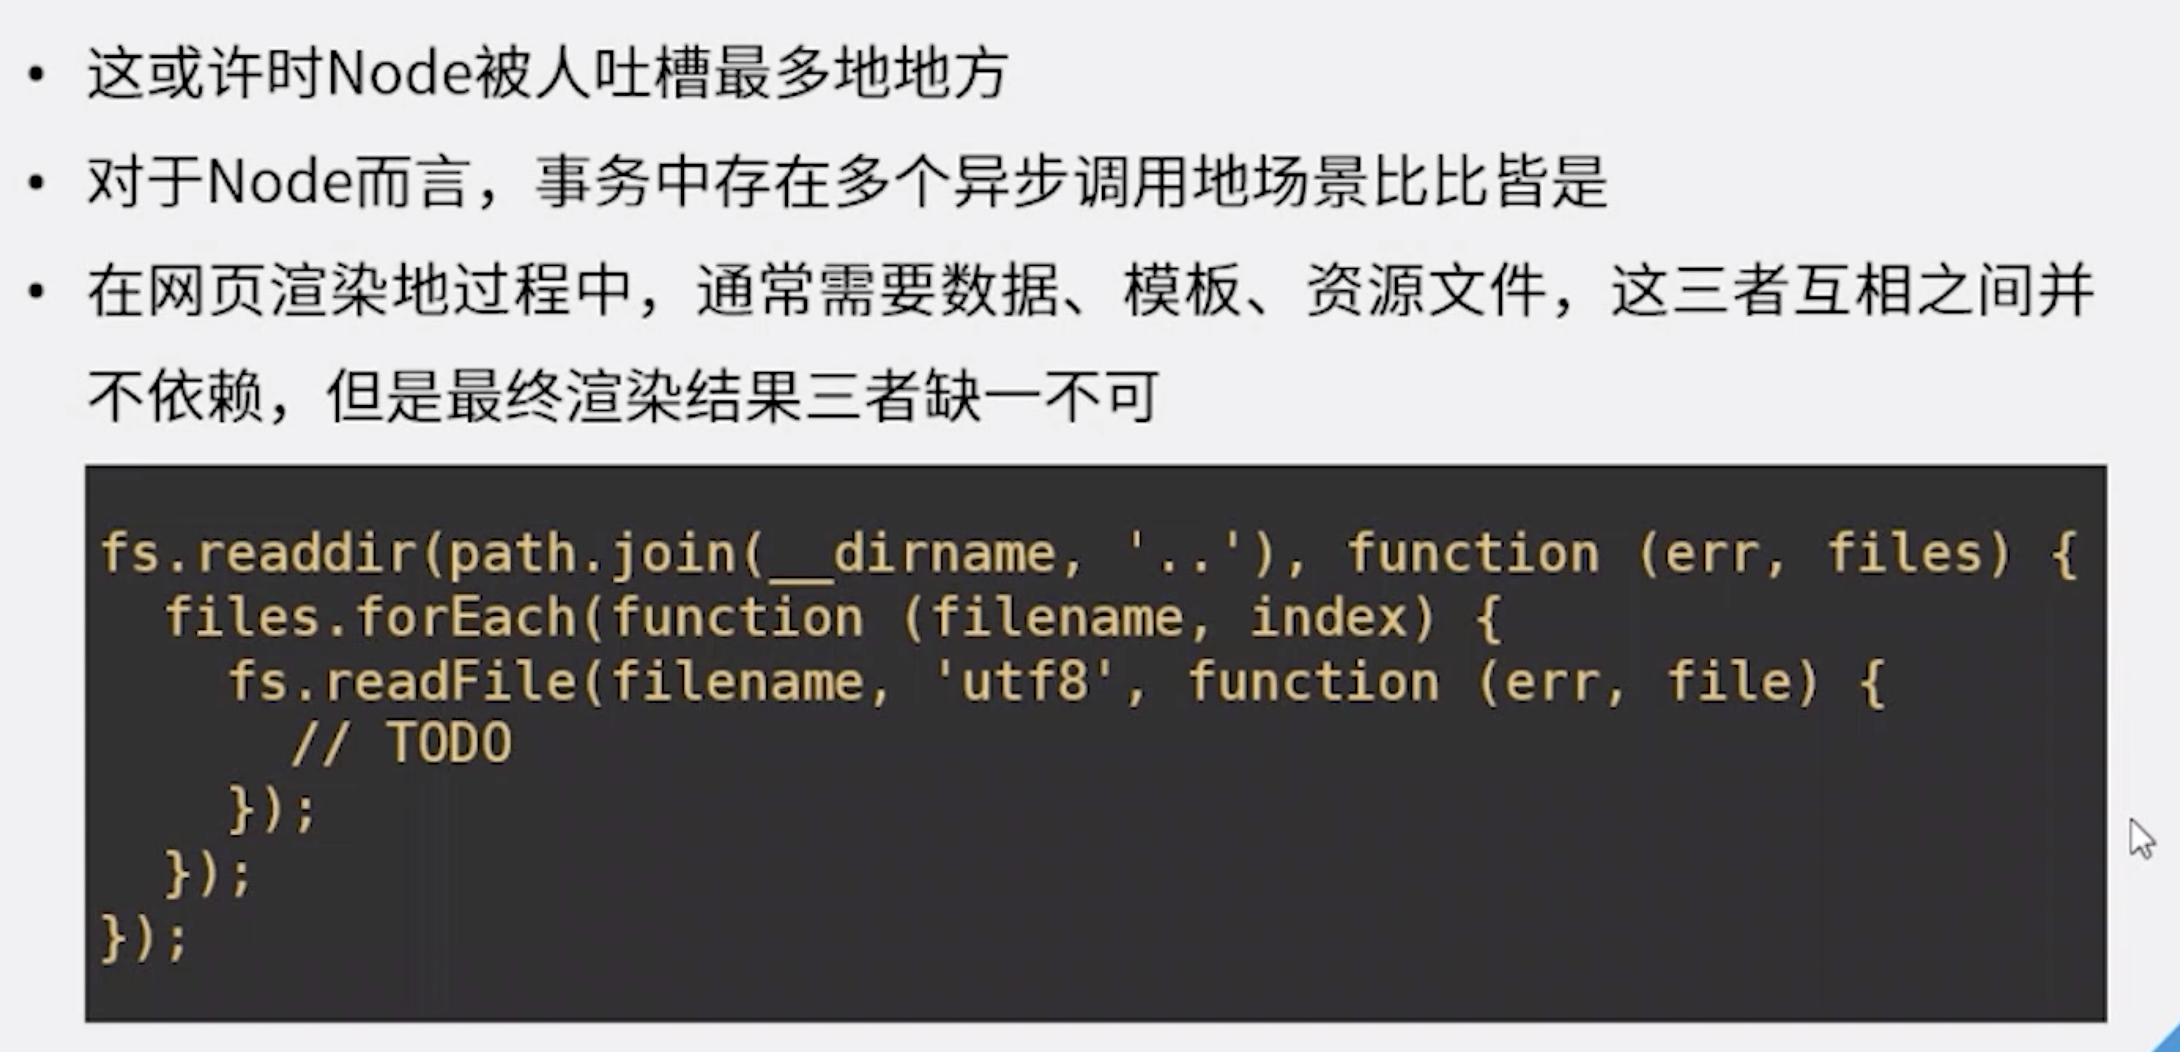 • 这或许时Node被人吐槽最多地地方
• 对于Node而言，事务中存在多个异步调用地场景比比皆是
• 在网页渲染地过程中，通常需要数据、模板、资源文件，这三者互相之间并
不依赖，但是最终渲染结果三者缺一不可
fs.readdir(path.join(__dirname, '..'), function (err, files) {
  files.forEach(function (filename, index) {
    fs.readFile(filename, 'utf8', function (err, file) {
      // TODO
    });
  });
});